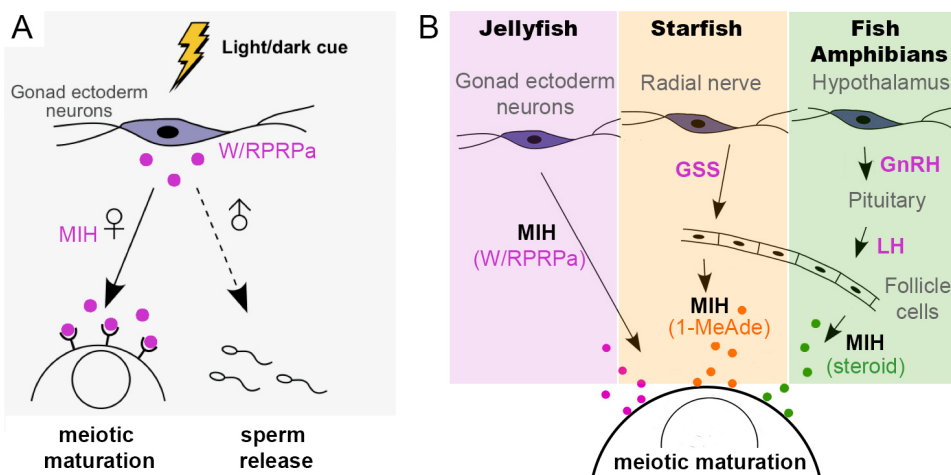 A
Light/dark cue
Gonad ectoderm
neurons
W/RPRPa
MIH ♀
♂
meiotic
maturation
sperm
release
B
Jellyfish
Starfish
Fish
Amphibians
Gonad ectoderm
neurons
Radial nerve
Hypothalamus
GSS
GnRH
Pituitary
LH
MIH
(W/RPRPa)
Follicle
cells
MIH
(1-MeAde)
MIH
(steroid)
meiotic maturation